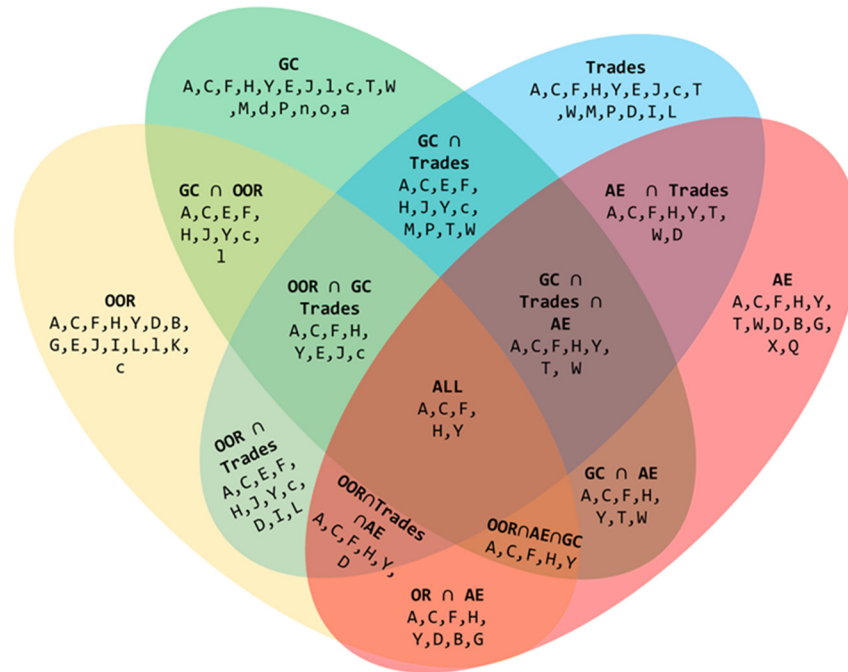 GC
A,C,F,H,Y,E,J,l,c,T,W
,M,d,P,n,o,a
Trades
A,C,F,H,Y,E,J,c,T
,W,M,P,D,I,L
GC ∩
Trades
A,C,E,F,
H,J,Y,c,
M,P,T,W
GC ∩ OOR
A,C,E,F,
H,J,Y,c,
l
AE ∩ Trades
A,C,F,H,Y,T,
W,D
OOR
A,C,F,H,Y,D,B,
G,E,J,I,L,l,K,
c
OOR ∩ GC
Trades
A,C,F,H,
Y,E,J,c
GC ∩
Trades ∩
AE
A,C,F,H,Y,
T, W
AE
A,C,F,H,Y,
T,W,D,B,G,
X,Q
ALL
A,C,F,
H,Y
OOR ∩
Trades
A,C,E,F,
H,J,Y,c,
D,I,L
OOR∩Trades
∩AE
A,C,F,H,Y,
D
OOR∩AE∩GC
A,C,F,H,Y
GC ∩ AE
A,C,F,H,
Y,T,W
OR ∩ AE
A,C,F,H,
Y,D,B,G